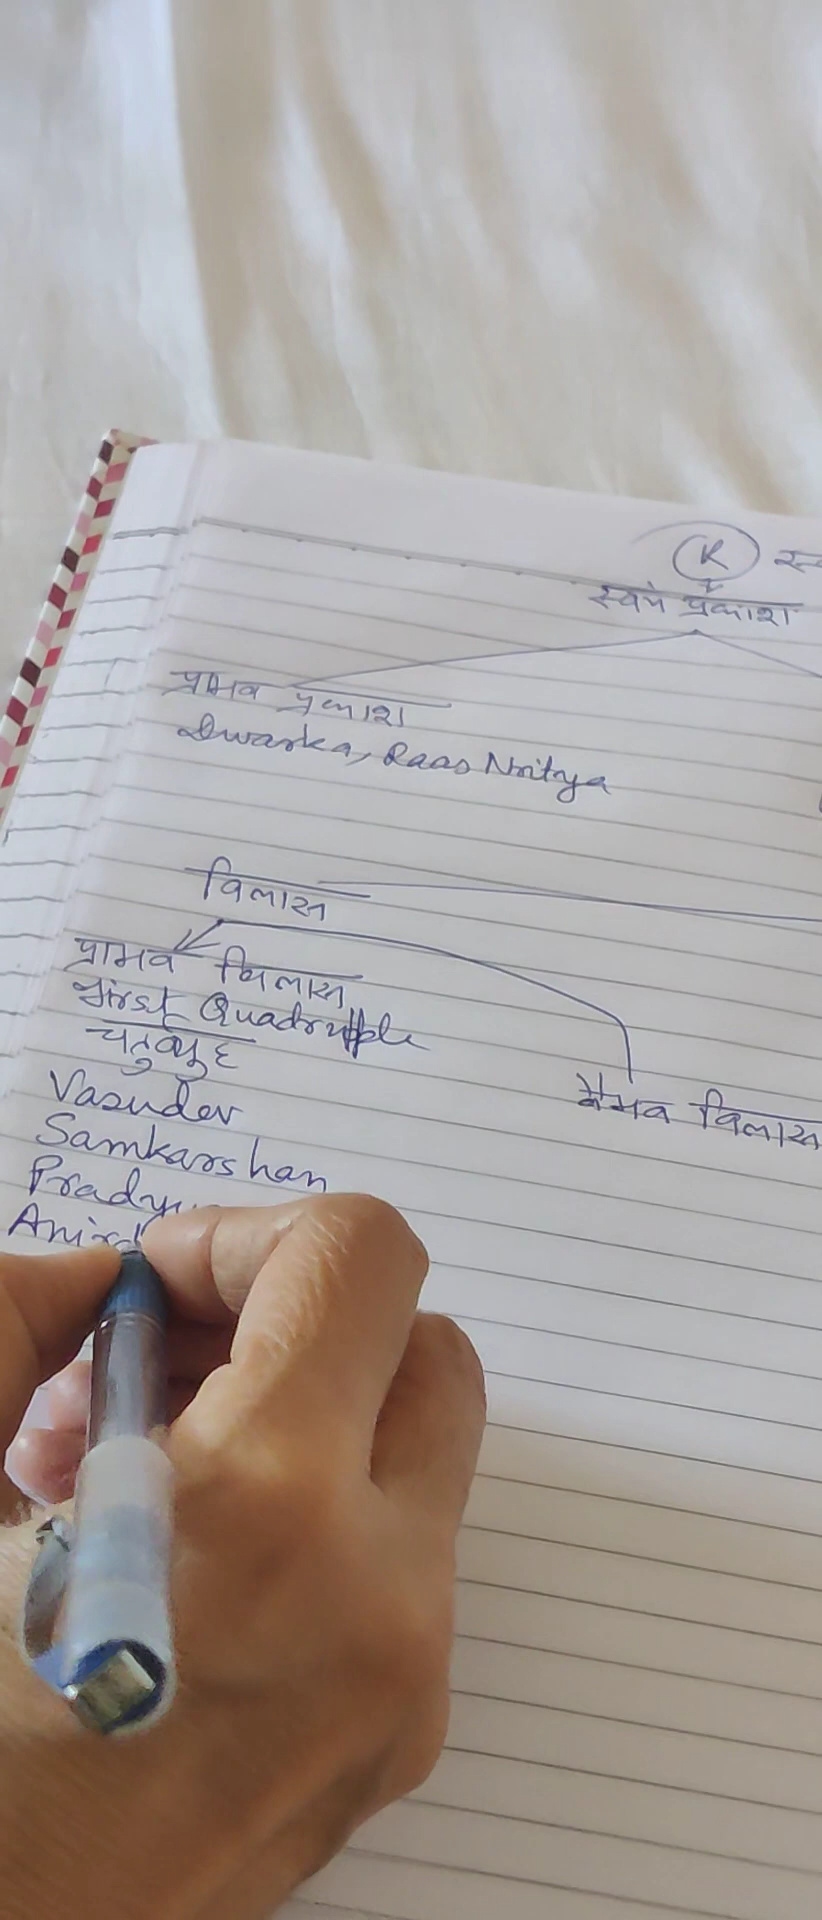 K
स्वयं प्रकाश
प्राभव प्रकाश
Dwarka, Raas Nritya
विलास
प्राभव विलास
First Quadruple
चतुर्व्यूह
वैभव विलास
Vasudev
Samkarshan